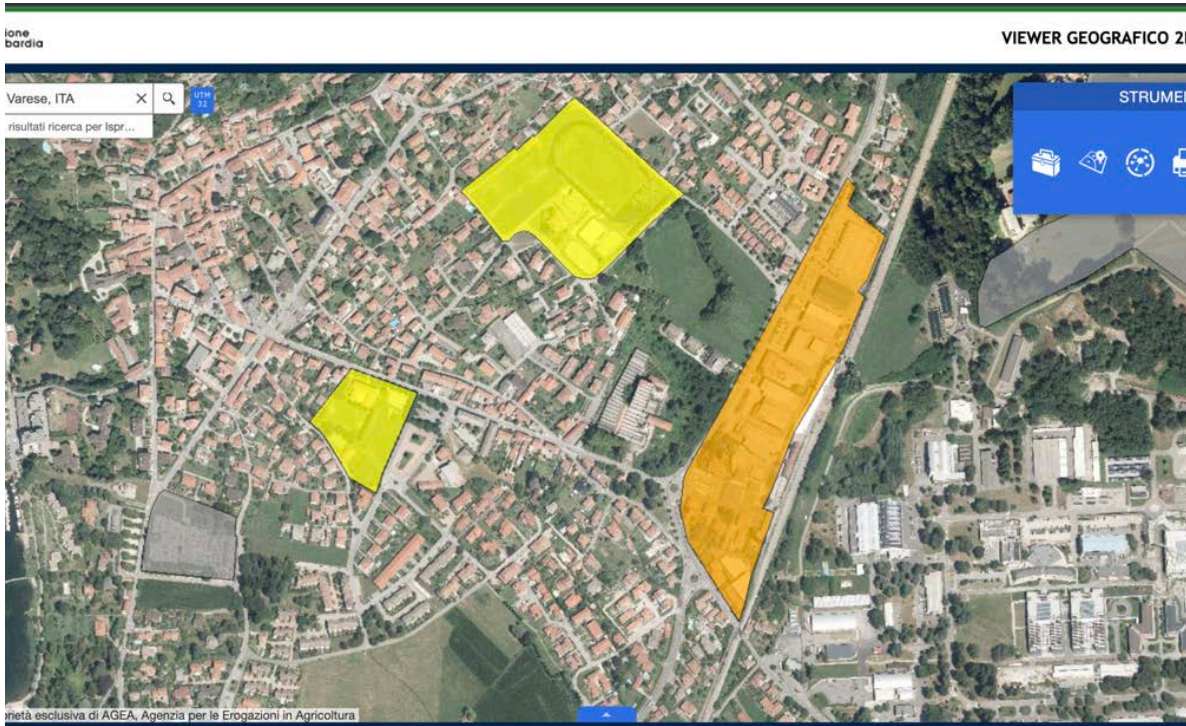 ione
bardia
VIEWER GEOGRAFICO 2
Varese, ITA
UTM
32
risultati ricerca per Ispr...
STRUME
prietà esclusiva di AGEA, Agenzia per le Erogazioni in Agricoltura